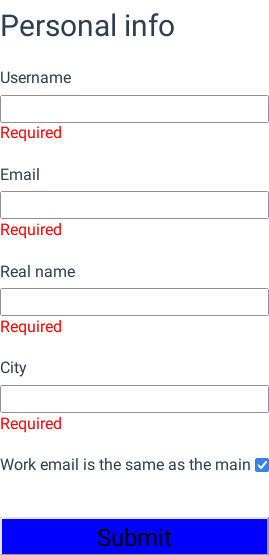 Personal info
Username
Required
Email
Required
Real name
Required
City
Required
Work email is the same as the main
Submit